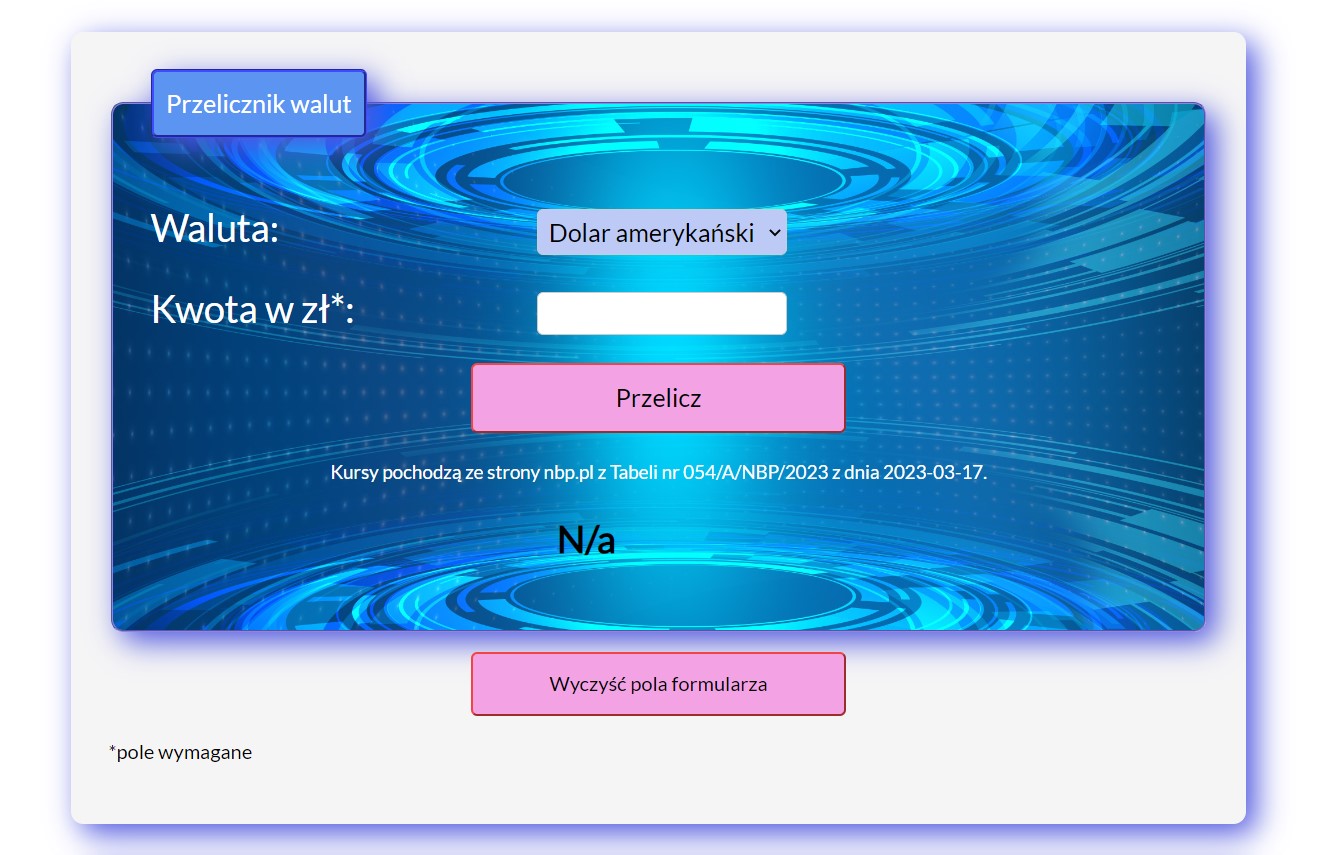 Przelicznik walut
Waluta:
Dolar amerykański
Kwota w zł*:
Przelicz
Kursy pochodzą ze strony nbp.pl z Tabeli nr 054/A/NBP/2023 z dnia 2023-03-17.
N/a
Wyczyść pola formularza
*pole wymagane